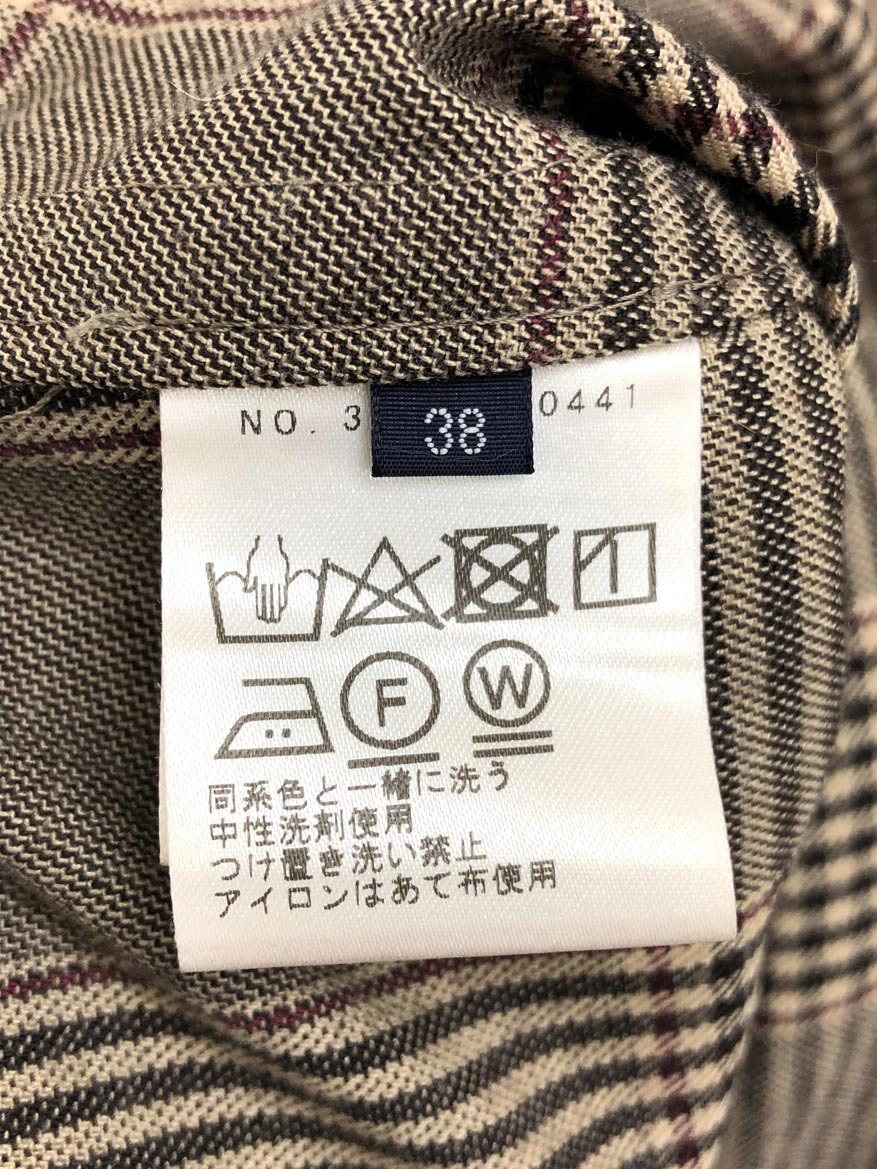 NO. 3 38 0441
F W
同系色と一緒に洗う
中性洗剤使用
つけ置き洗い禁止
アイロンはあて布使用